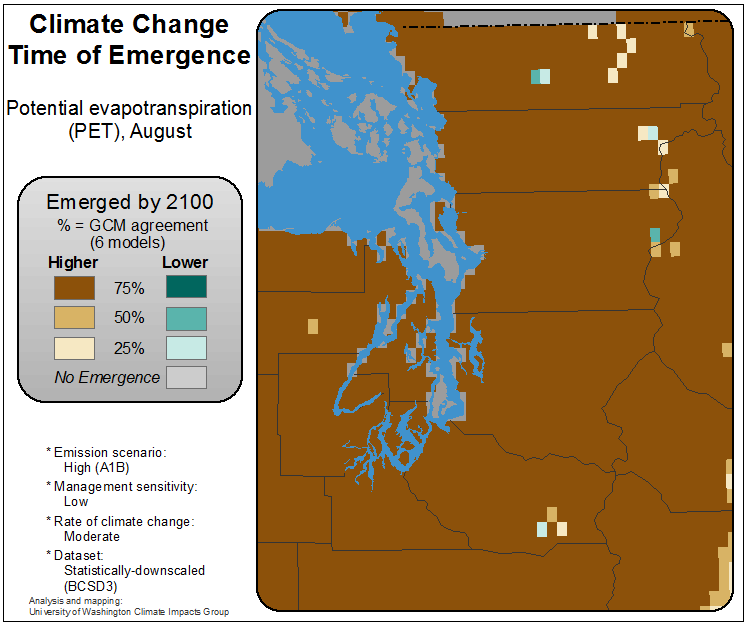 Climate Change
Time of Emergence
Potential evapotranspiration
(PET), August
Emerged by 2100
% = GCM agreement
(6 models)
Higher Lower
75%
50%
25%
No Emergence
* Emission scenario:
High (A1B)
* Management sensitivity:
Low
* Rate of climate change:
Moderate
* Dataset:
Statistically-downscaled
(BCSD3)
Analysis and mapping:
University of Washington Climate Impacts Group